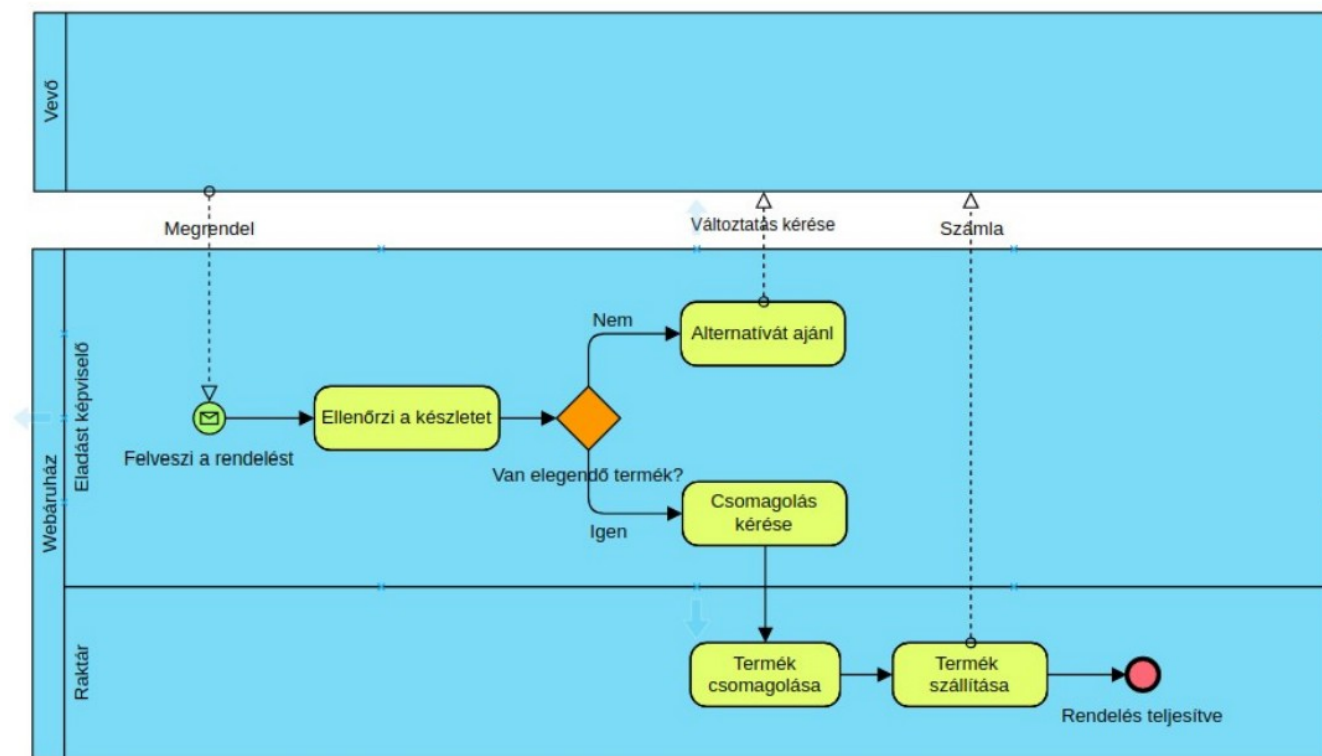 Vevő
Megrendel
Változtatás kérése
Számla
Webáruház
Eladást képviselő
Nem
Alternatívát ajánl
Ellenőrzi a készletet
Felveszi a rendelést
Van elegendő termék?
Csomagolás
kérése
Igen
Raktár
Termék
csomagolása
Termék
szállítása
Rendelés teljesítve